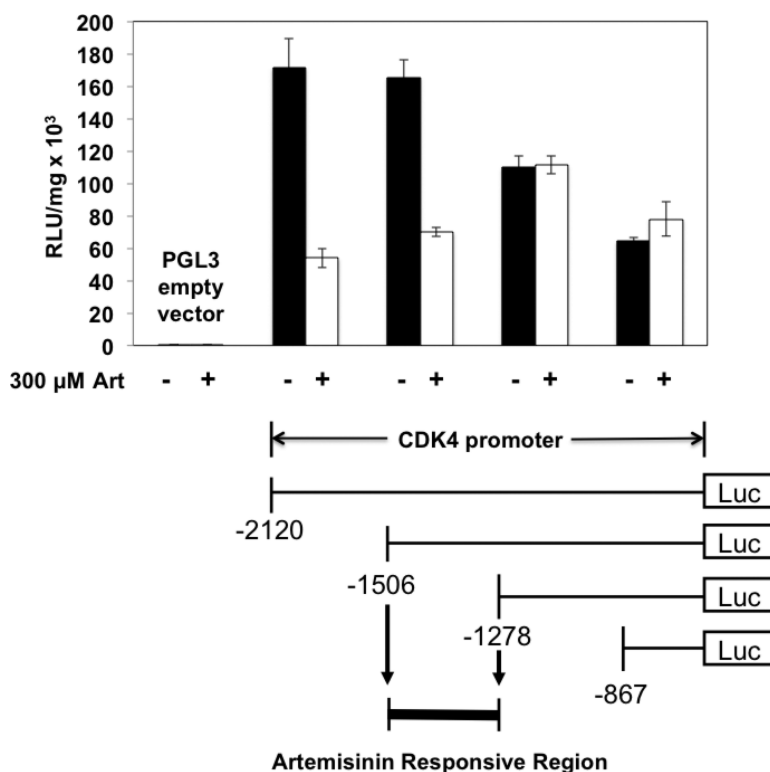 RLU/mg x 10³
180
160
140
120
100
80
60
40
20
0
PGL3
empty
vector
300 µM Art - + - + - + - + - +
CDK4 promoter
Luc
-2120
Luc
-1506
Luc
-1278
Luc
-867
Artemisinin Responsive Region